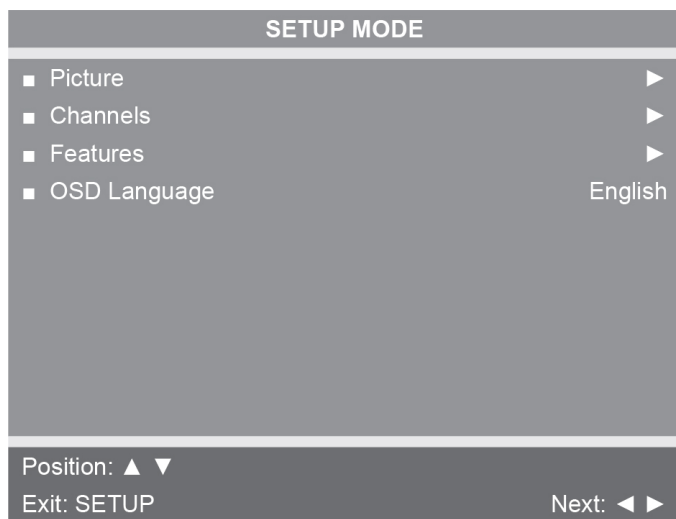 SETUP MODE
■ Picture ►
■ Channels ►
■ Features ►
■ OSD Language English
Position: ▲ ▼
Exit: SETUP Next: ◄ ►